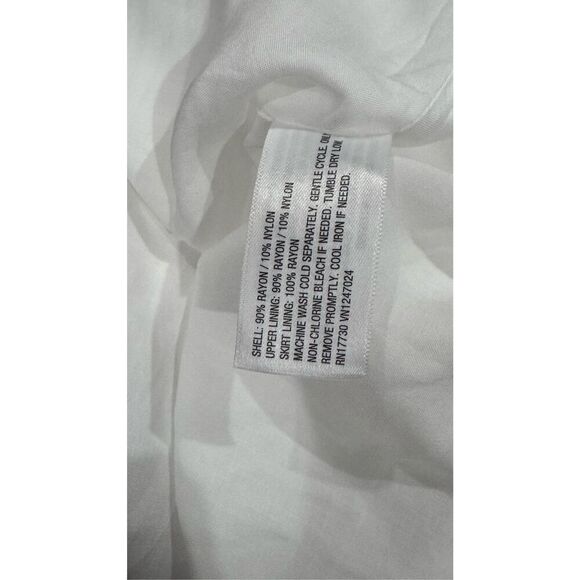 SHELL: 90% RAYON / 10% NYLON
UPPER LINING: 90% RAYON / 10% NYLON
SKIRT LINING: 100% RAYON
MACHINE WASH COLD SEPARATELY. GENTLE CYCLE.
NON-CHLORINE BLEACH IF NEEDED. TUMBLE DRY LOW.
REMOVE PROMPTLY. COOL IRON IF NEEDED.
RN17730 VN1247024